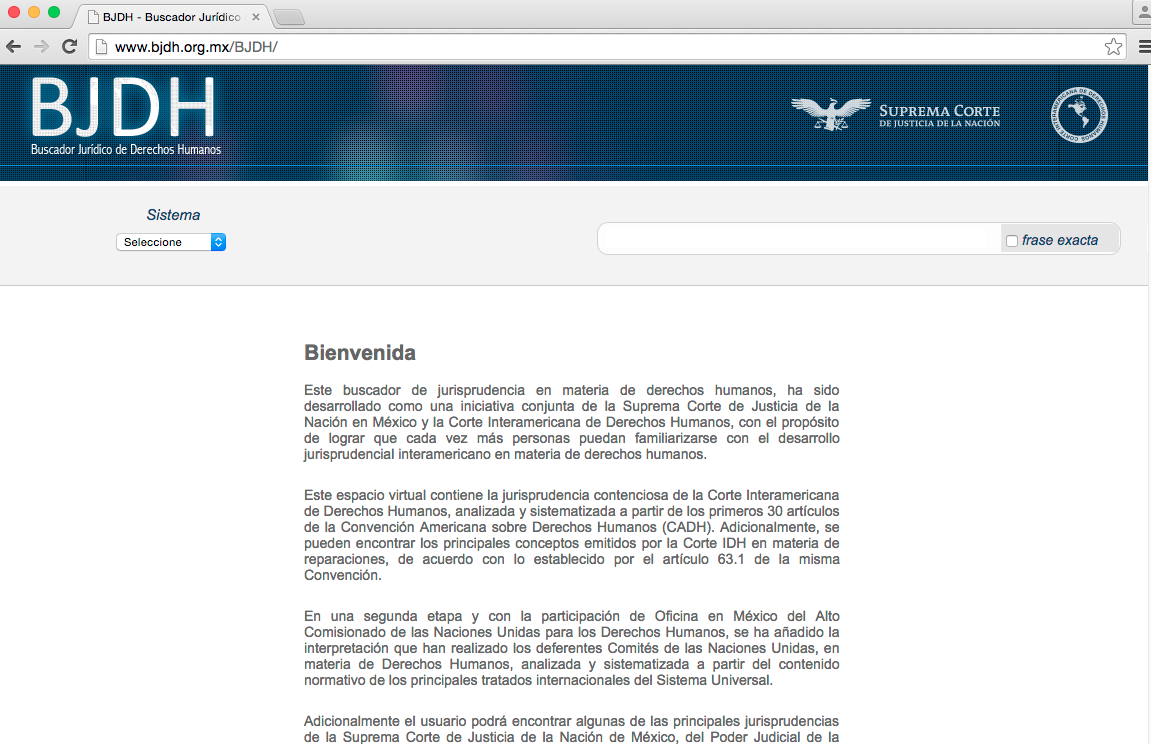 BJDH - Buscador Jurídico
www.bjdh.org.mx/BJDH/
BJDH
Buscador Jurídico de Derechos Humanos
SUPREMA CORTE
DE JUSTICIA DE LA NACIÓN
CORTE INTERAMERICANA DE DERECHOS HUMANOS
Sistema
Seleccione
frase exacta
Bienvenida
Este buscador de jurisprudencia en materia de derechos humanos, ha sido
desarrollado como una iniciativa conjunta de la Suprema Corte de Justicia de la
Nación en México y la Corte Interamericana de Derechos Humanos, con el propósito
de lograr que cada vez más personas puedan familiarizarse con el desarrollo
jurisprudencial interamericano en materia de derechos humanos.
Este espacio virtual contiene la jurisprudencia contenciosa de la Corte Interamericana
de Derechos Humanos, analizada y sistematizada a partir de los primeros 30 artículos
de la Convención Americana sobre Derechos Humanos (CADH). Adicionalmente, se
pueden encontrar los principales conceptos emitidos por la Corte IDH en materia de
reparaciones, de acuerdo con lo establecido por el artículo 63.1 de la misma
Convención.
En una segunda etapa y con la participación de Oficina en México del Alto
Comisionado de las Naciones Unidas para los Derechos Humanos, se ha añadido la
interpretación que han realizado los deferentes Comités de las Naciones Unidas, en
materia de Derechos Humanos, analizada y sistematizada a partir del contenido
normativo de los principales tratados internacionales del Sistema Universal.
Adicionalmente el usuario podrá encontrar algunas de las principales jurisprudencias
de la Suprema Corte de Justicia de la Nación de México, del Poder Judicial de la